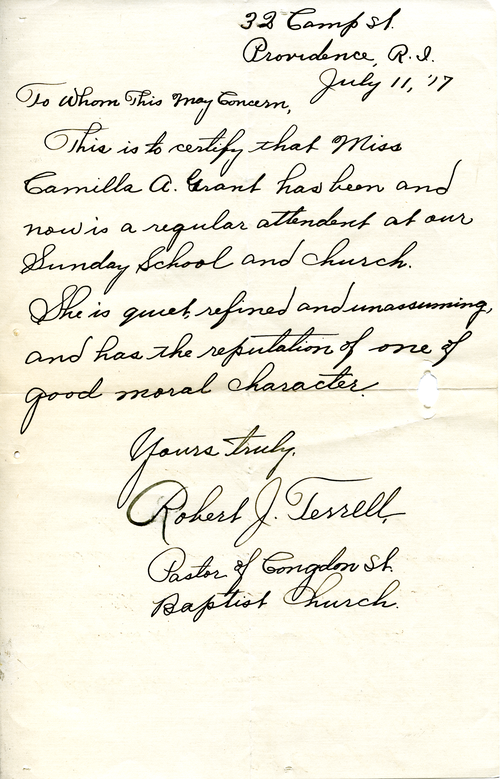 32 Camp St.
Providence, R.I.
July 11, '17
To Whom This May Concern,
This is to certify that Miss
Camilla A. Grant has been and
now is a regular attendent at our
Sunday School and church.
She is quiet refined and unassuming,
and has the reputation of one of
good moral character.
Yours truly,
Robert J. Terrell,
Pastor of Congdon St.
Baptist Church.